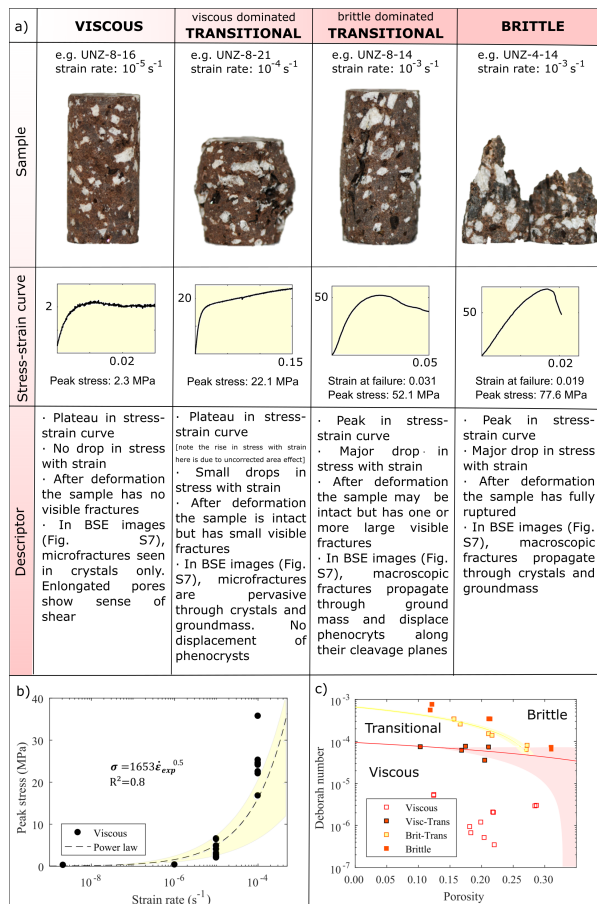 a)
VISCOUS
viscous dominated
TRANSITIONAL
brittle dominated
TRANSITIONAL
BRITTLE
Sample
e.g. UNZ-8-16
strain rate: 10⁻⁵ s⁻¹
e.g. UNZ-8-21
strain rate: 10⁻⁴ s⁻¹
e.g. UNZ-8-14
strain rate: 10⁻³ s⁻¹
e.g. UNZ-4-14
strain rate: 10⁻³ s⁻¹
Stress-strain curve
2
0.02
Peak stress: 2.3 MPa
20
0.15
Peak stress: 22.1 MPa
50
0.05
Strain at failure: 0.031
Peak stress: 52.1 MPa
50
0.02
Strain at failure: 0.019
Peak stress: 77.6 MPa
Descriptor
· Plateau in stress-
strain curve
· No drop in stress
with strain
· After deformation
the sample has no
visible fractures
· In BSE images
(Fig. S7),
microfractures seen
in crystals only.
Enlongated pores
show sense of
shear
· Plateau in stress-
strain curve
[note the rise in stress with strain
here is due to uncorrected area effect]
· Small drops in
stress with strain
· After deformation
the sample is intact
but has small visible
fractures
· In BSE images (Fig.
S7), microfractures
are pervasive
through crystals and
groundmass. No
displacement of
phenocrysts
· Peak in stress-
strain curve
· Major drop in
stress with strain
· After deformation
the sample may be
intact but has one or
more large visible
fractures
· In BSE images (Fig.
S7), macroscopic
fractures propagate
through ground
mass and displace
phenocryts along
their cleavage planes
· Peak in stress-
strain curve
· Major drop in stress
with strain
· After deformation
the sample has fully
ruptured
· In BSE images (Fig.
S7), macroscopic
fractures propagate
through crystals and
groundmass
b)
Peak stress (MPa)
40
30
20
10
0
σ =1653ε̇exp^0.5
R²=0.8
Viscous
Power law
10⁻⁸
10⁻⁶
10⁻⁴
Strain rate (s⁻¹)
c)
Deborah number
10⁻³
10⁻⁴
10⁻⁵
10⁻⁶
10⁻⁷
Brittle
Transitional
Viscous
Viscous
Visc-Trans
Brit-Trans
Brittle
0.00
0.10
0.20
0.30
Porosity